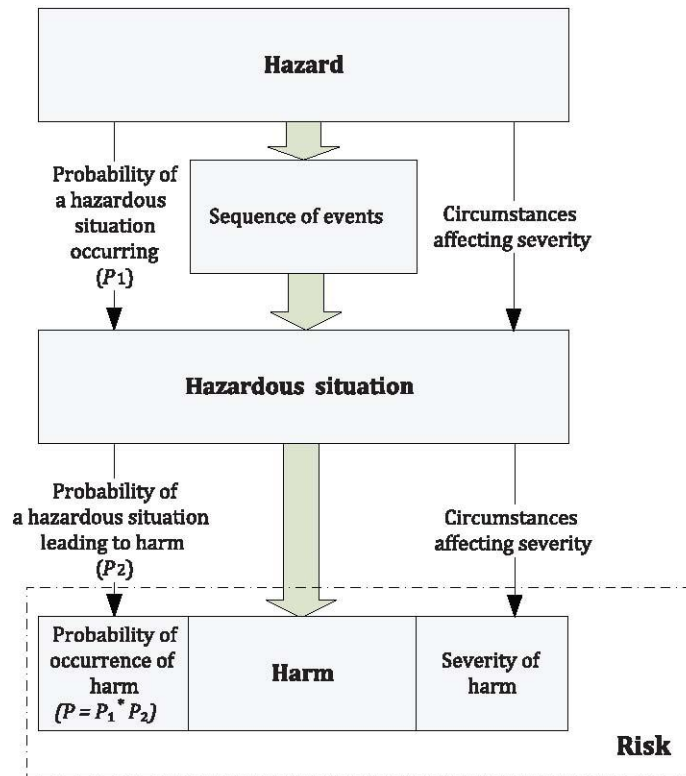 Hazard
Probability of
a hazardous
situation
occurring
(P1)
Sequence of events
Circumstances
affecting severity
Hazardous situation
Probability of
a hazardous situation
leading to harm
(P2)
Circumstances
affecting severity
Probability of
occurrence of
harm
(P = P₁* P₂)
Harm
Severity of
harm
Risk